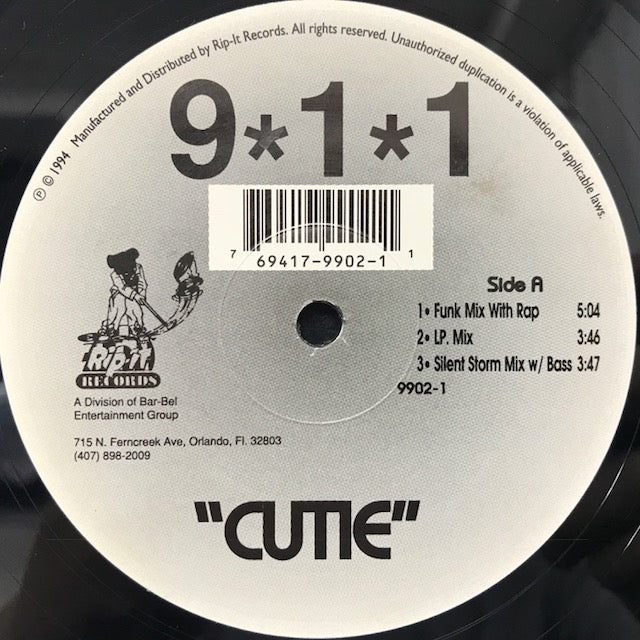 ℗ © 1994 Manufactured and Distributed by Rip-It Records. All rights reserved. Unauthorized duplication is a violation of applicable laws.
9*1*1
7 69417-9902-1 1
Side A
1• Funk Mix With Rap 5:04
2• LP. Mix 3:46
3• Silent Storm Mix w/ Bass 3:47
9902-1
Rip-it
RECORDS
A Division of Bar-Bel
Entertainment Group
715 N. Ferncreek Ave, Orlando, Fl. 32803
(407) 898-2009
"CUTIE"